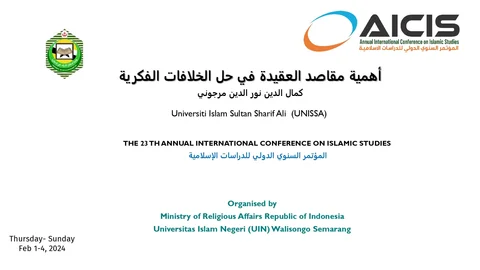 AICIS
Annual International Conference on Islamic Studies
المؤتمر السنوي الدولي للدراسات الإسلامية
أهمية مقاصد العقيدة في حل الخلافات الفكرية
كمال الدين نور الدين مرجوني
Universiti Islam Sultan Sharif Ali (UNISSA)
THE 23 TH ANNUAL INTERNATIONAL CONFERENCE ON ISLAMIC STUDIES
المؤتمر السنوي الدولي للدراسات الإسلامية
Organised by
Ministry of Religious Affairs Republic of Indonesia
Universitas Islam Negeri (UIN) Walisongo Semarang
Thursday- Sunday
Feb 1-4, 2024